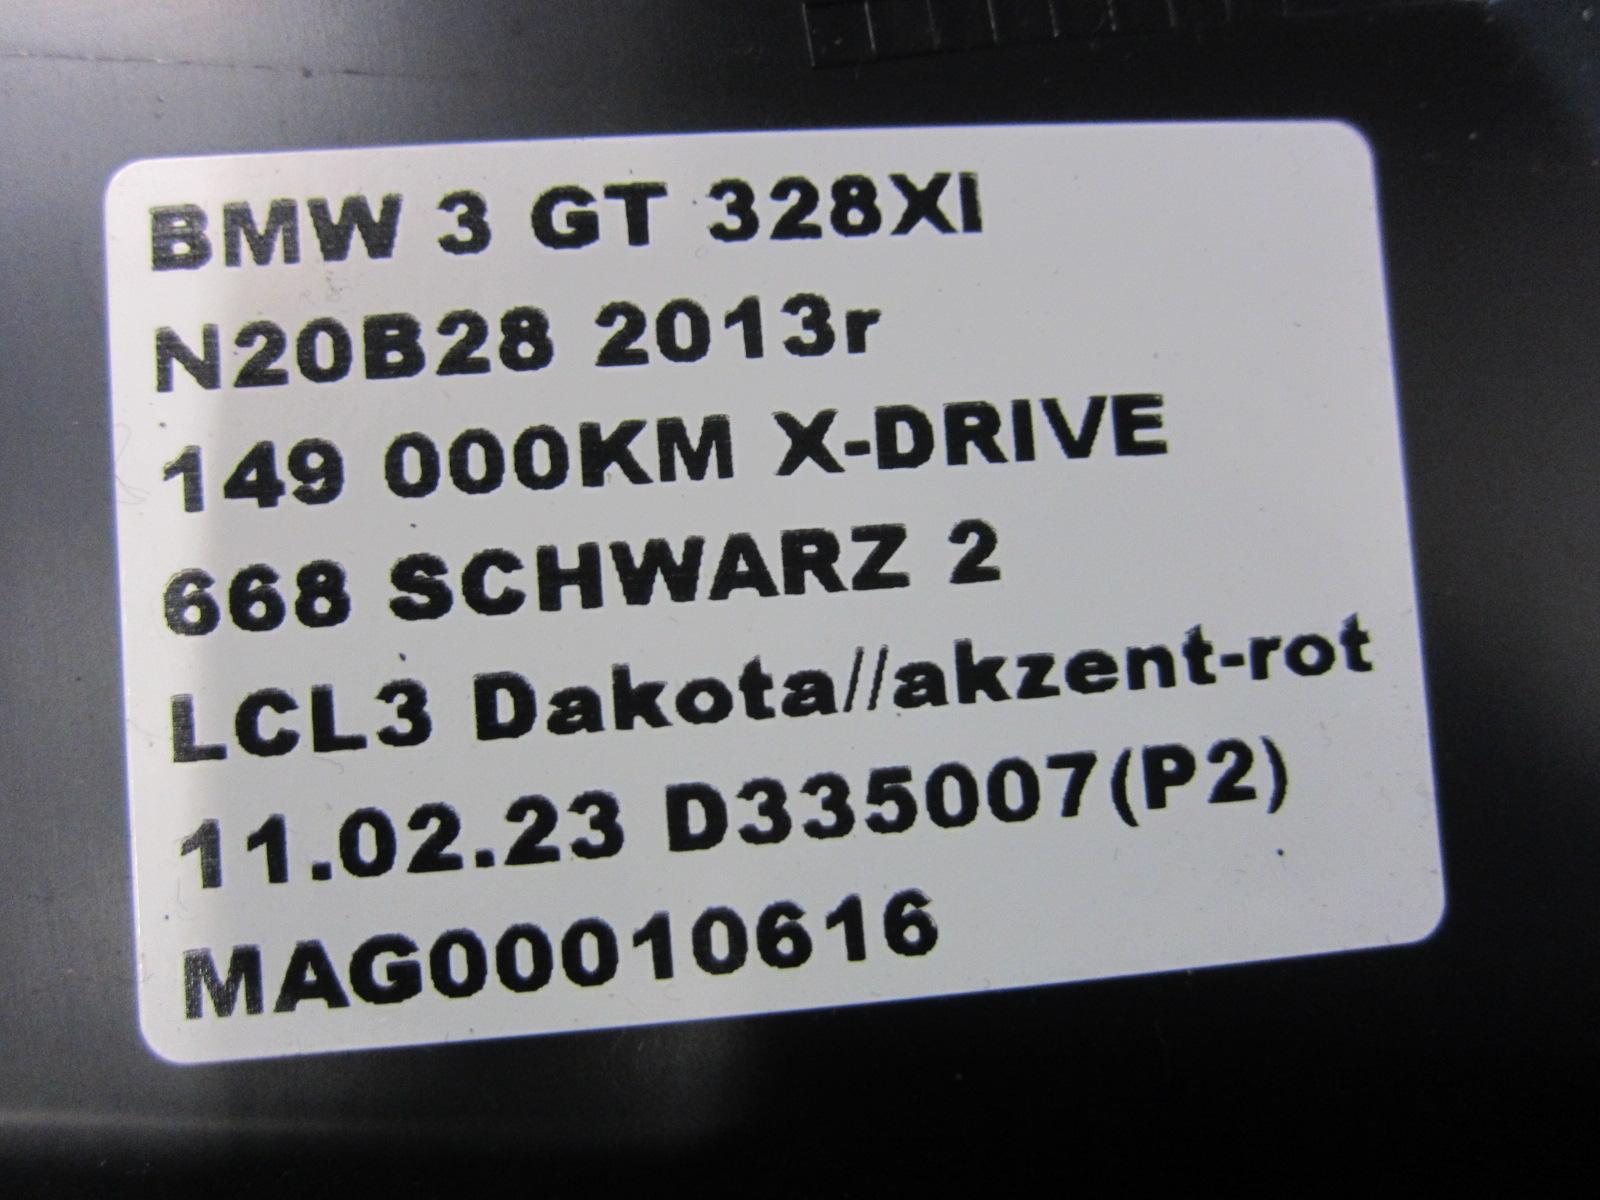 BMW 3 GT 328XI
N20B28 2013r
149 000KM X-DRIVE
668 SCHWARZ 2
LCL3 Dakota//akzent-rot
11.02.23 D335007(P2)
MAG00010616